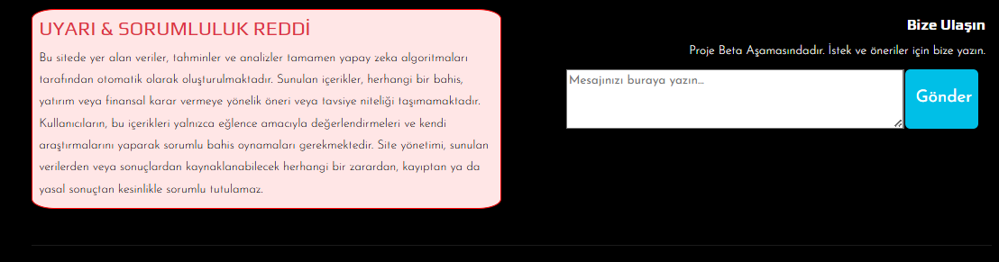 UYARI & SORUMLULUK REDDİ
Bu sitede yer alan veriler, tahminler ve analizler tamamen yapay zeka algoritmaları
tarafından otomatik olarak oluşturulmaktadır. Sunulan içerikler, herhangi bir bahis,
yatırım veya finansal karar vermeye yönelik öneri veya tavsiye niteliği taşımamaktadır.
Kullanıcıların, bu içerikleri yalnızca eğlence amacıyla değerlendirmeleri ve kendi
araştırmalarını yaparak sorumlu bahis oynamaları gerekmektedir. Site yönetimi, sunulan
verilerden veya sonuçlardan kaynaklanabilecek herhangi bir zarardan, kayıptan ya da
yasal sonuçtan kesinlikle sorumlu tutulamaz.
Bize Ulaşın
Proje Beta Aşamasındadır. İstek ve öneriler için bize yazın.
Mesajınızı buraya yazın...
Gönder